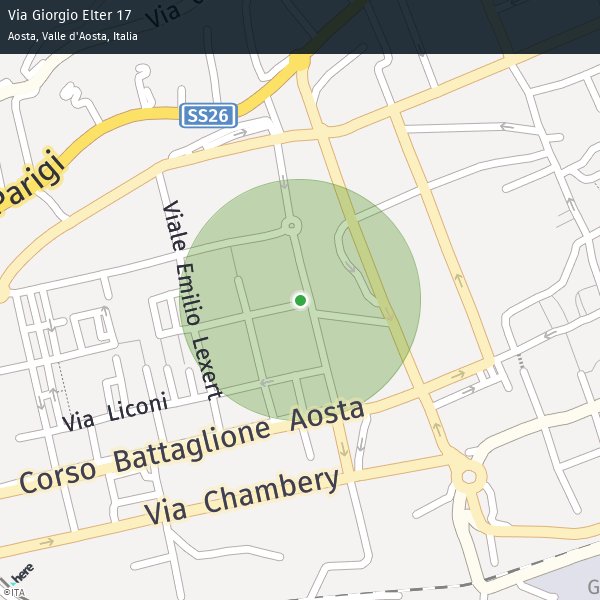 Via Giorgio Elter 17
Aosta, Valle d'Aosta, Italia
Via
SS26
Parigi
Viale Emilio Lexert
Via Liconi
Corso Battaglione Aosta
Via Chambery
here
©ITA
G